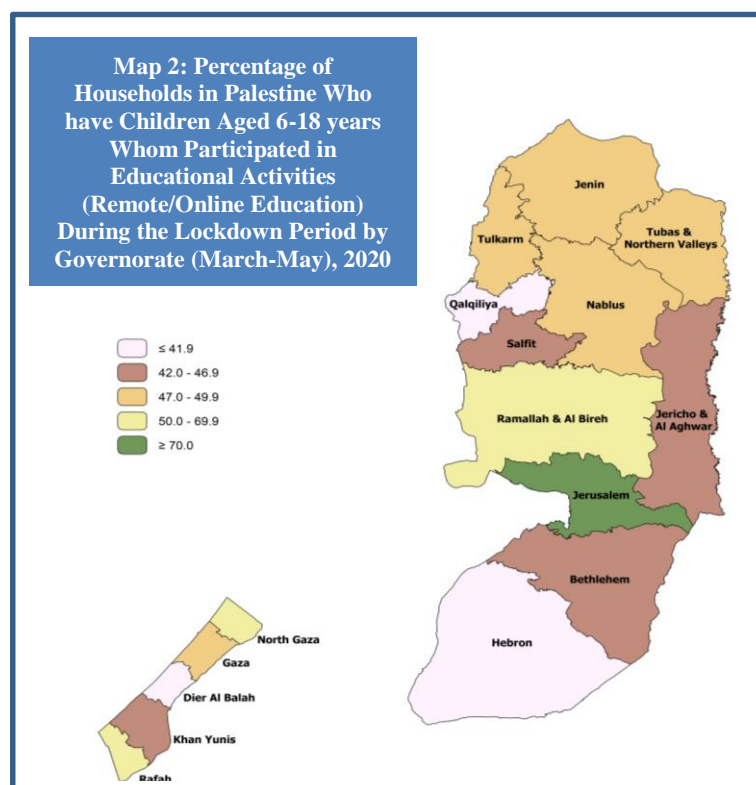 Map 2: Percentage of
Households in Palestine Who
have Children Aged 6-18 years
Whom Participated in
Educational Activities
(Remote/Online Education)
During the Lockdown Period by
Governorate (March-May), 2020
≤ 41.9
42.0 - 46.9
47.0 - 49.9
50.0 - 69.9
≥ 70.0
Jenin
Tubas &
Northern Valleys
Tulkarm
Qalqiliya
Nablus
Salfit
Ramallah & Al Bireh
Jericho &
Al Aghwar
Jerusalem
Bethlehem
Hebron
North Gaza
Gaza
Dier Al Balah
Khan Yunis
Rafah